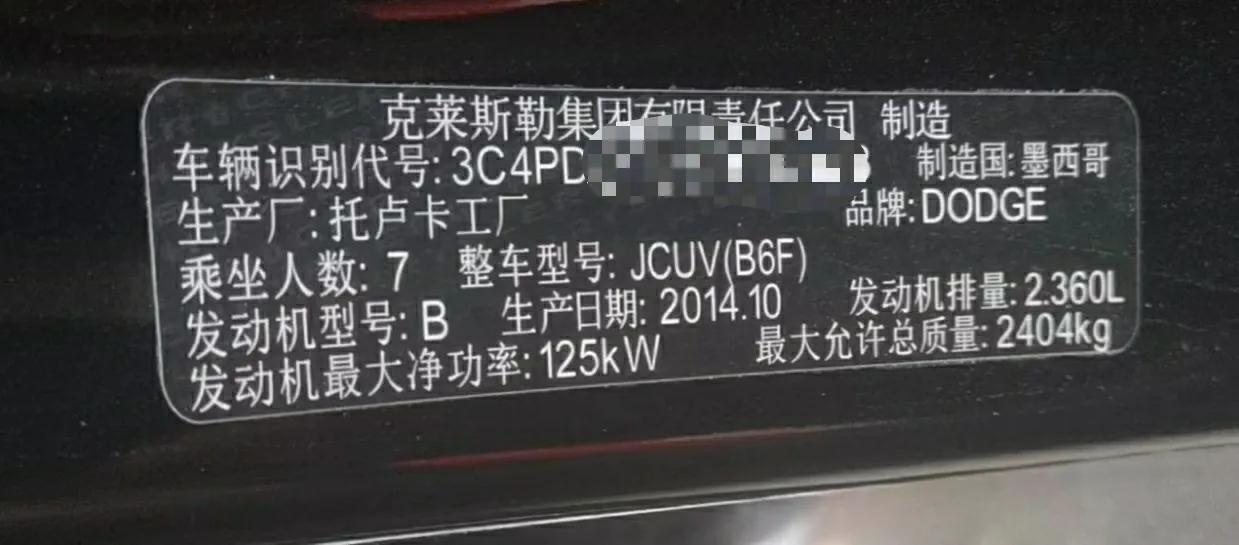 克莱斯勒集团有限责任公司 制造
车辆识别代号: 3C4PD 制造国: 墨西哥
生产厂: 托卢卡工厂 品牌: DODGE
乘坐人数: 7 整车型号: JCUV(B6F)
发动机型号: B 生产日期: 2014.10 发动机排量: 2.360L
发动机最大净功率: 125kW 最大允许总质量: 2404kg